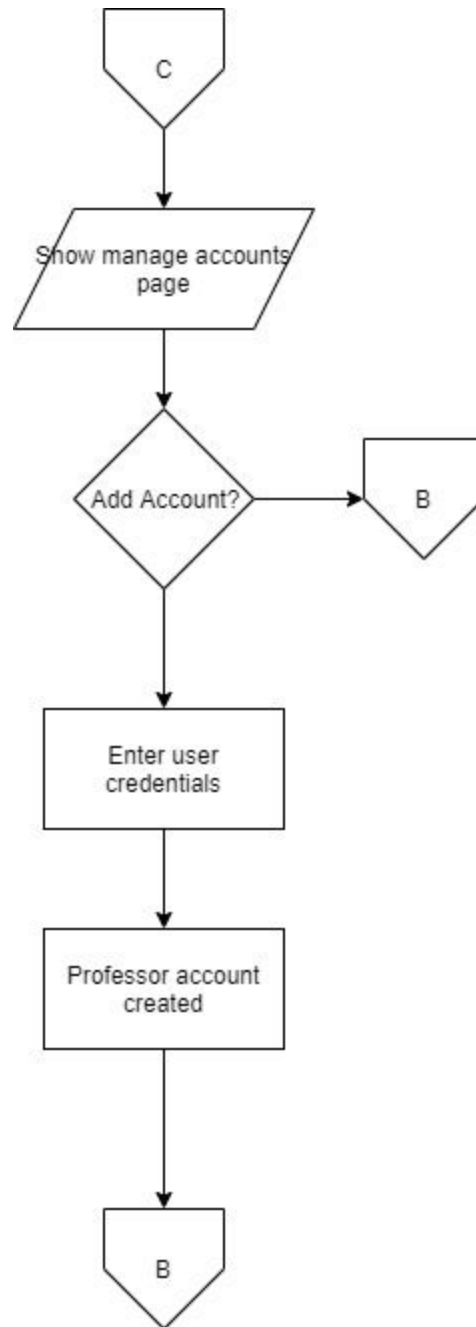 C
Show manage accounts
page
Add Account?
B
Enter user
credentials
Professor account
created
B